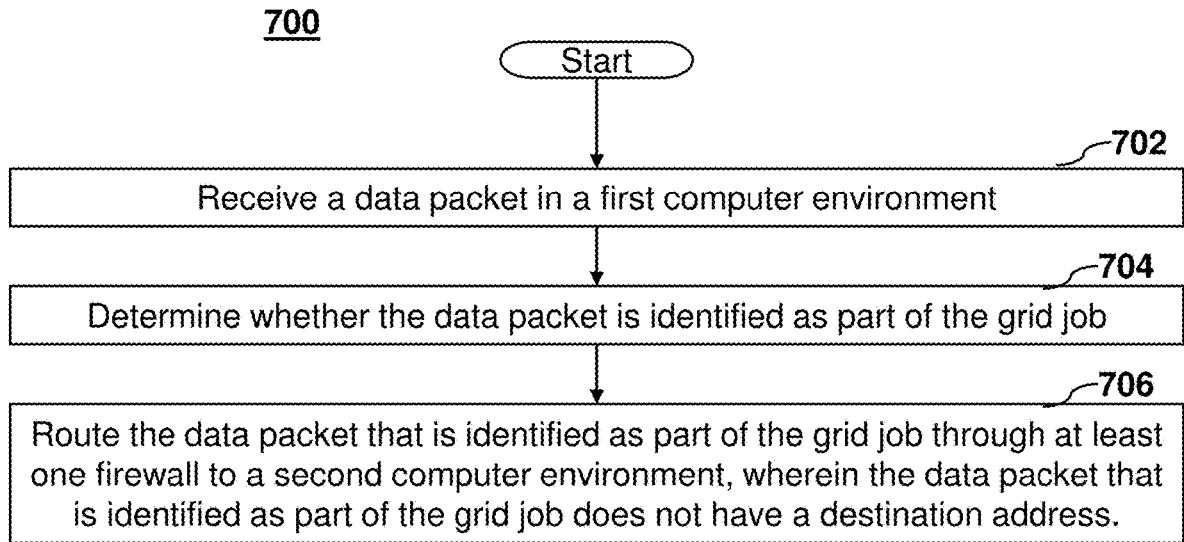 700
Start
702
Receive a data packet in a first computer environment
704
Determine whether the data packet is identified as part of the grid job
706
Route the data packet that is identified as part of the grid job through at least
one firewall to a second computer environment, wherein the data packet that
is identified as part of the grid job does not have a destination address.